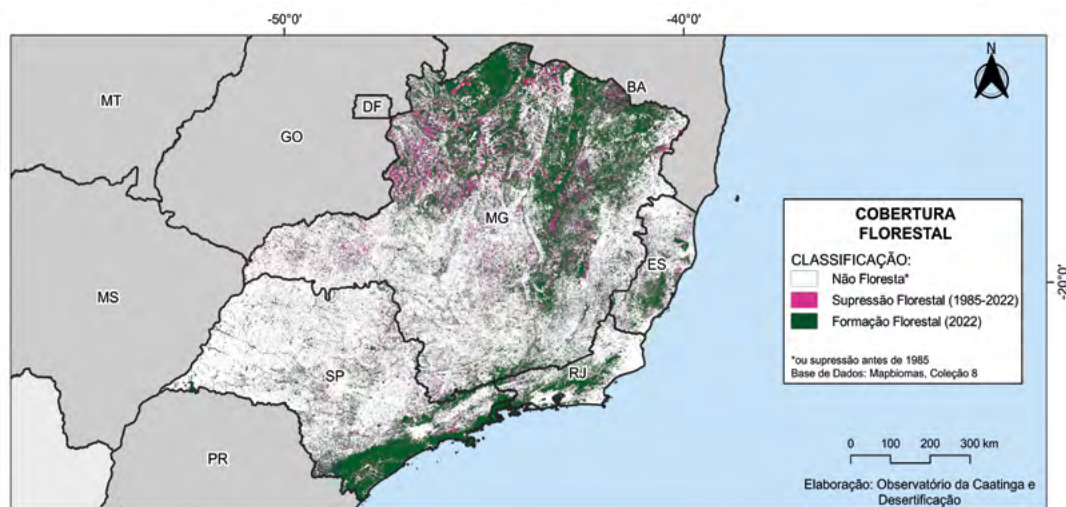 -50°0'
-40°0'
N
MT
DF
BA
GO
MG
MS
ES
-20°0'
SP
RJ
PR
COBERTURA
FLORESTAL
CLASSIFICAÇÃO:
Não Floresta*
Supressão Florestal (1985-2022)
Formação Florestal (2022)
*ou supressão antes de 1985
Base de Dados: Mapbiomas, Coleção 8
0 100 200 300 km
Elaboração: Observatório da Caatinga e
Desertificação